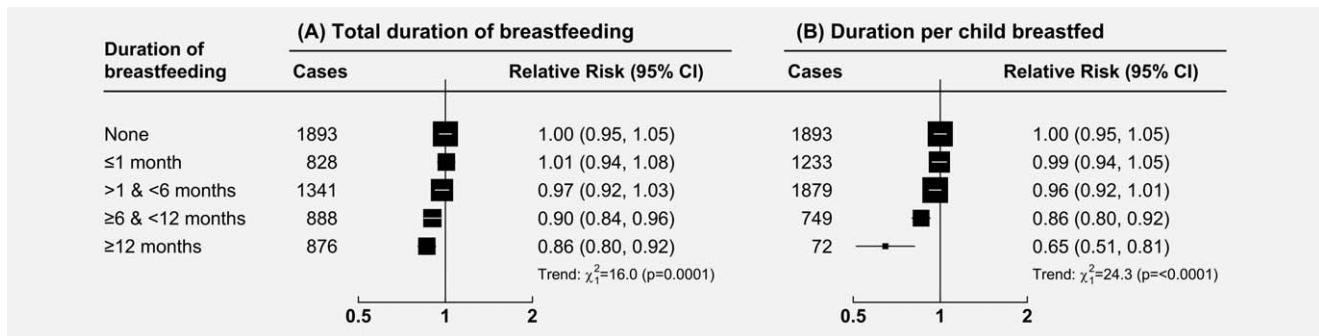 (A) Total duration of breastfeeding (B) Duration per child breastfed
Duration of
breastfeeding Cases Relative Risk (95% CI) Cases Relative Risk (95% CI)
None 1893 1.00 (0.95, 1.05) 1893 1.00 (0.95, 1.05)
≤1 month 828 1.01 (0.94, 1.08) 1233 0.99 (0.94, 1.05)
>1 & <6 months 1341 0.97 (0.92, 1.03) 1879 0.96 (0.92, 1.01)
≥6 & <12 months 888 0.90 (0.84, 0.96) 749 0.86 (0.80, 0.92)
≥12 months 876 0.86 (0.80, 0.92) 72 0.65 (0.51, 0.81)
Trend: χ²₁=16.0 (p=0.0001) Trend: χ²₁=24.3 (p=<0.0001)
0.5 1 2 0.5 1 2